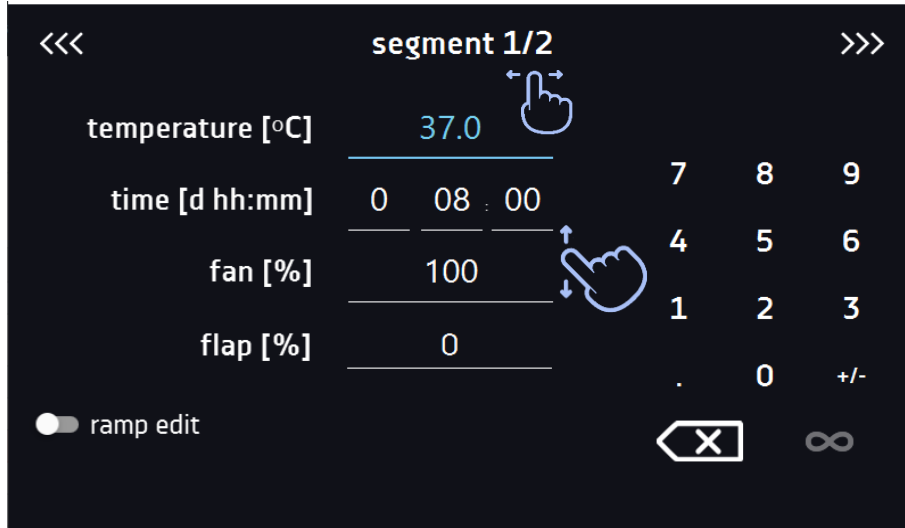 <<< segment 1/2 >>>
temperature [°C] 37.0
7 8 9
time [d hh:mm] 0 08 : 00
4 5 6
fan [%] 100
1 2 3
flap [%] 0
. 0 +/-
ramp edit
∞